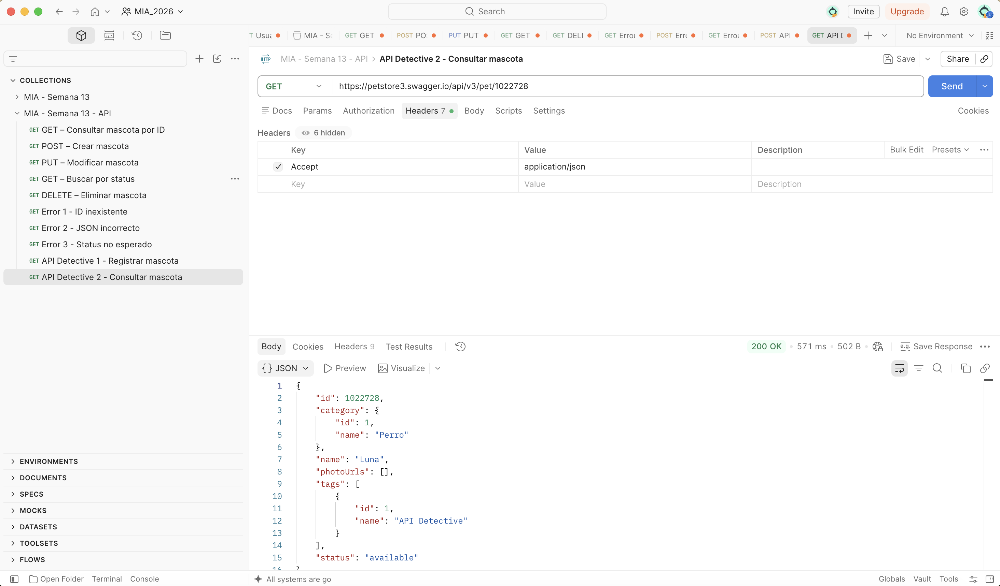 MIA_2026
Search
Invite
Upgrade
T Usua
MIA - Se
GET GET
POST PO
PUT PUT
GET GET
GET DEL
GET Erro
POST Err
GET Erro
POST API
GET API
No Environment
HTTP MIA - Semana 13 - API > API Detective 2 - Consultar mascota
Save
Share
COLLECTIONS
MIA - Semana 13
MIA - Semana 13 - API
GET GET – Consultar mascota por ID
GET POST – Crear mascota
GET PUT – Modificar mascota
GET GET – Buscar por status
GET DELETE – Eliminar mascota
GET Error 1 - ID inexistente
GET Error 2 - JSON incorrecto
GET Error 3 - Status no esperado
GET API Detective 1 - Registrar mascota
GET API Detective 2 - Consultar mascota
ENVIRONMENTS
DOCUMENTS
SPECS
MOCKS
DATASETS
TOOLSETS
FLOWS
GET https://petstore3.swagger.io/api/v3/pet/1022728
Send
Docs Params Authorization Headers 7 Body Scripts Settings
Cookies
Headers 6 hidden
Key Value Description Bulk Edit Presets
Accept application/json
Key Value Description
Body Cookies Headers 9 Test Results
200 OK • 571 ms • 502 B
e.g. Save Response
{} JSON Preview Visualize
1 {
2 "id": 1022728,
3 "category": {
4 "id": 1,
5 "name": "Perro"
6 },
7 "name": "Luna",
8 "photoUrls": [],
9 "tags": [
10 {
11 "id": 1,
12 "name": "API Detective"
13 }
14 ],
15 "status": "available"
16 }
Open Folder Terminal Console
All systems are go
Globals Vault Tools